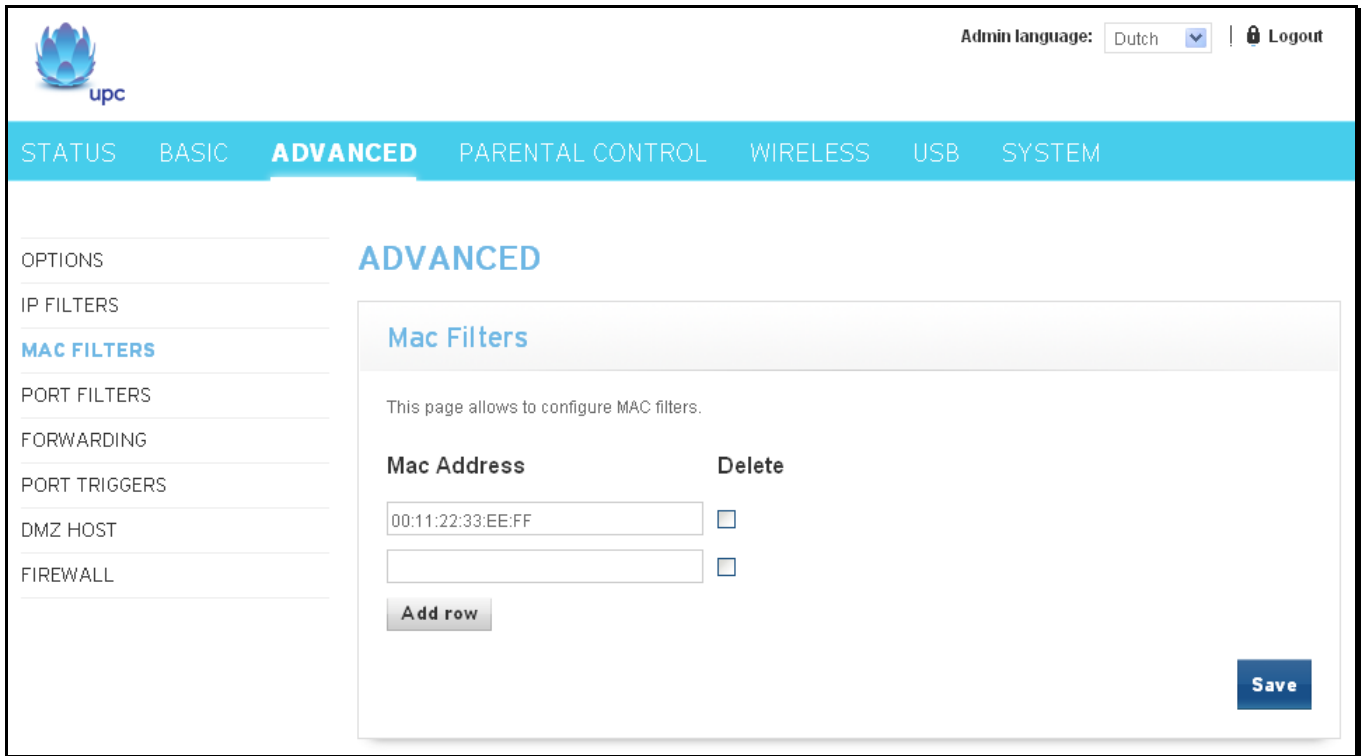 upc
Admin language: Dutch | Logout
STATUS BASIC ADVANCED PARENTAL CONTROL WIRELESS USB SYSTEM
OPTIONS
IP FILTERS
MAC FILTERS
PORT FILTERS
FORWARDING
PORT TRIGGERS
DMZ HOST
FIREWALL
ADVANCED
Mac Filters
This page allows to configure MAC filters.
Mac Address Delete
00:11:22:33:EE:FF
Add row
Save